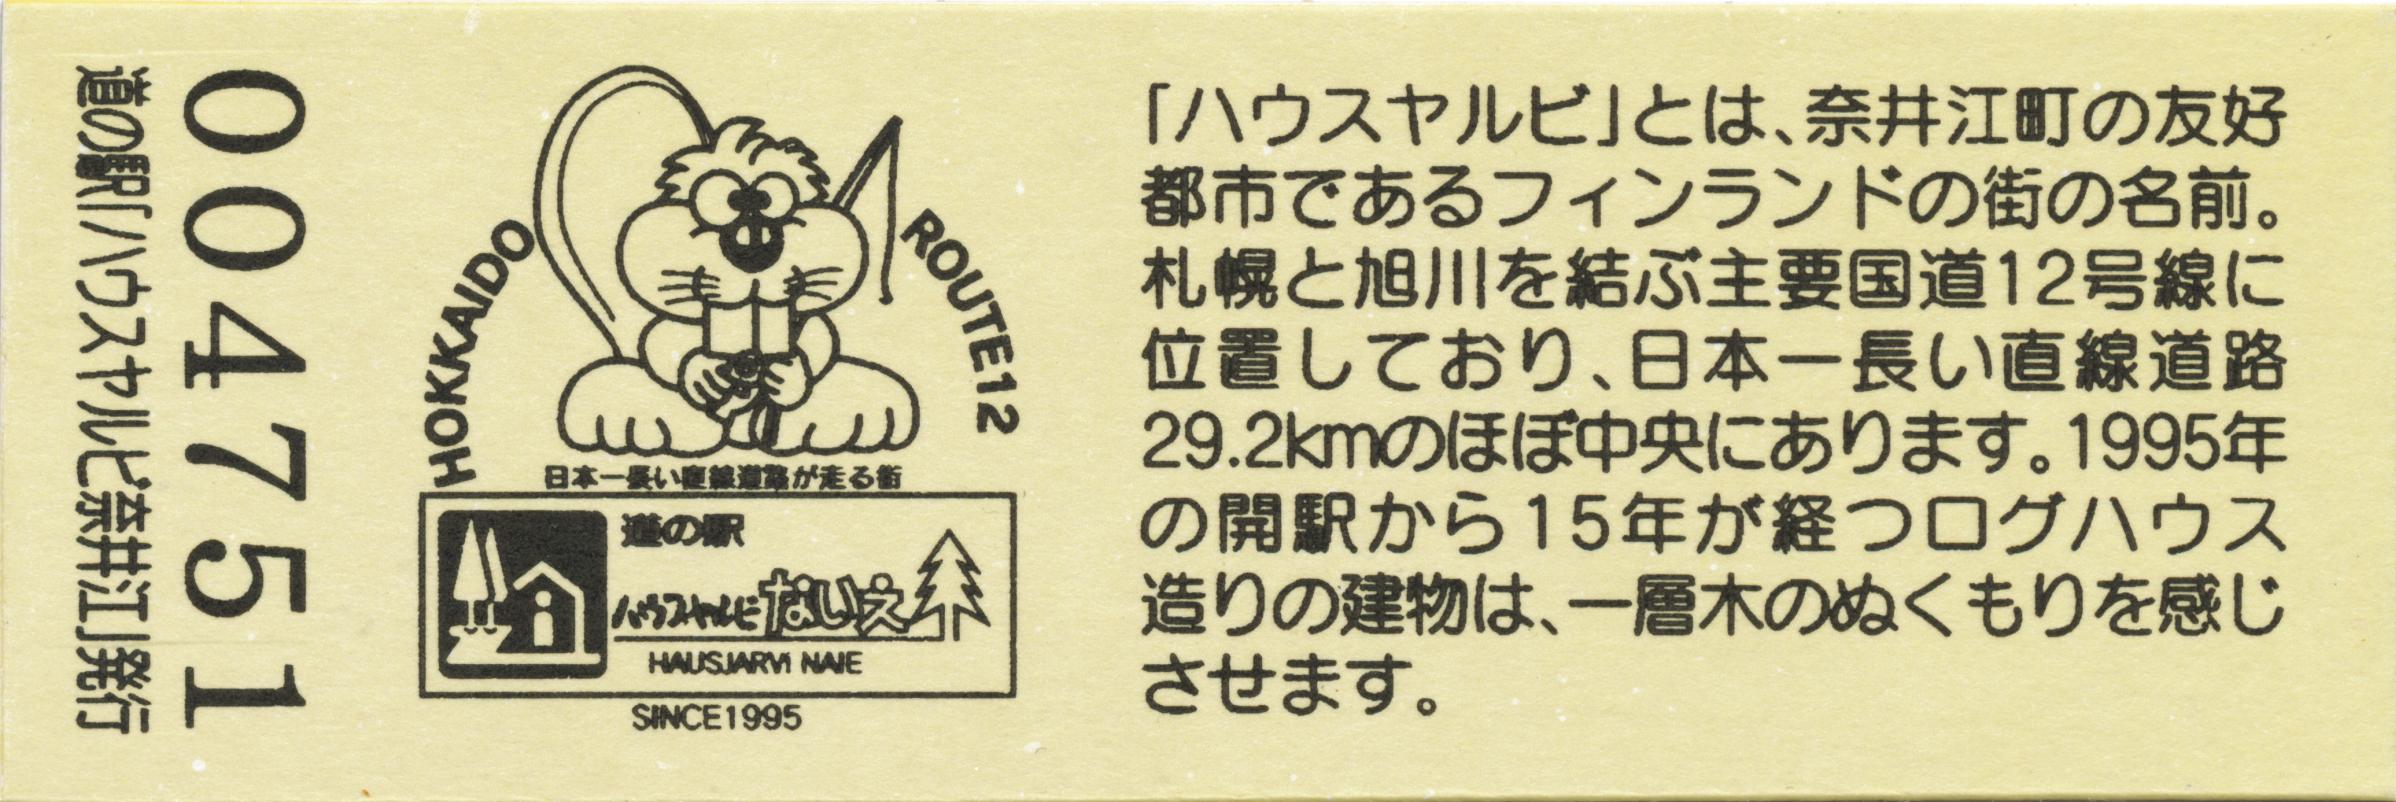 道の駅「ハウスヤルビ奈井江」発行
004751
HOKKAIDO ROUTE12
日本一長い直線道路が走る街
道の駅
ハウスヤルビ ないえ
HAUSJARVI NAIE
SINCE1995
「ハウスヤルビ」とは、奈井江町の友好
都市であるフィンランドの街の名前。
札幌と旭川を結ぶ主要国道12号線に
位置しており、日本一長い直線道路
29.2kmのほぼ中央にあります。1995年
の開駅から15年が経つログハウス
造りの建物は、一層木のぬくもりを感じ
させます。